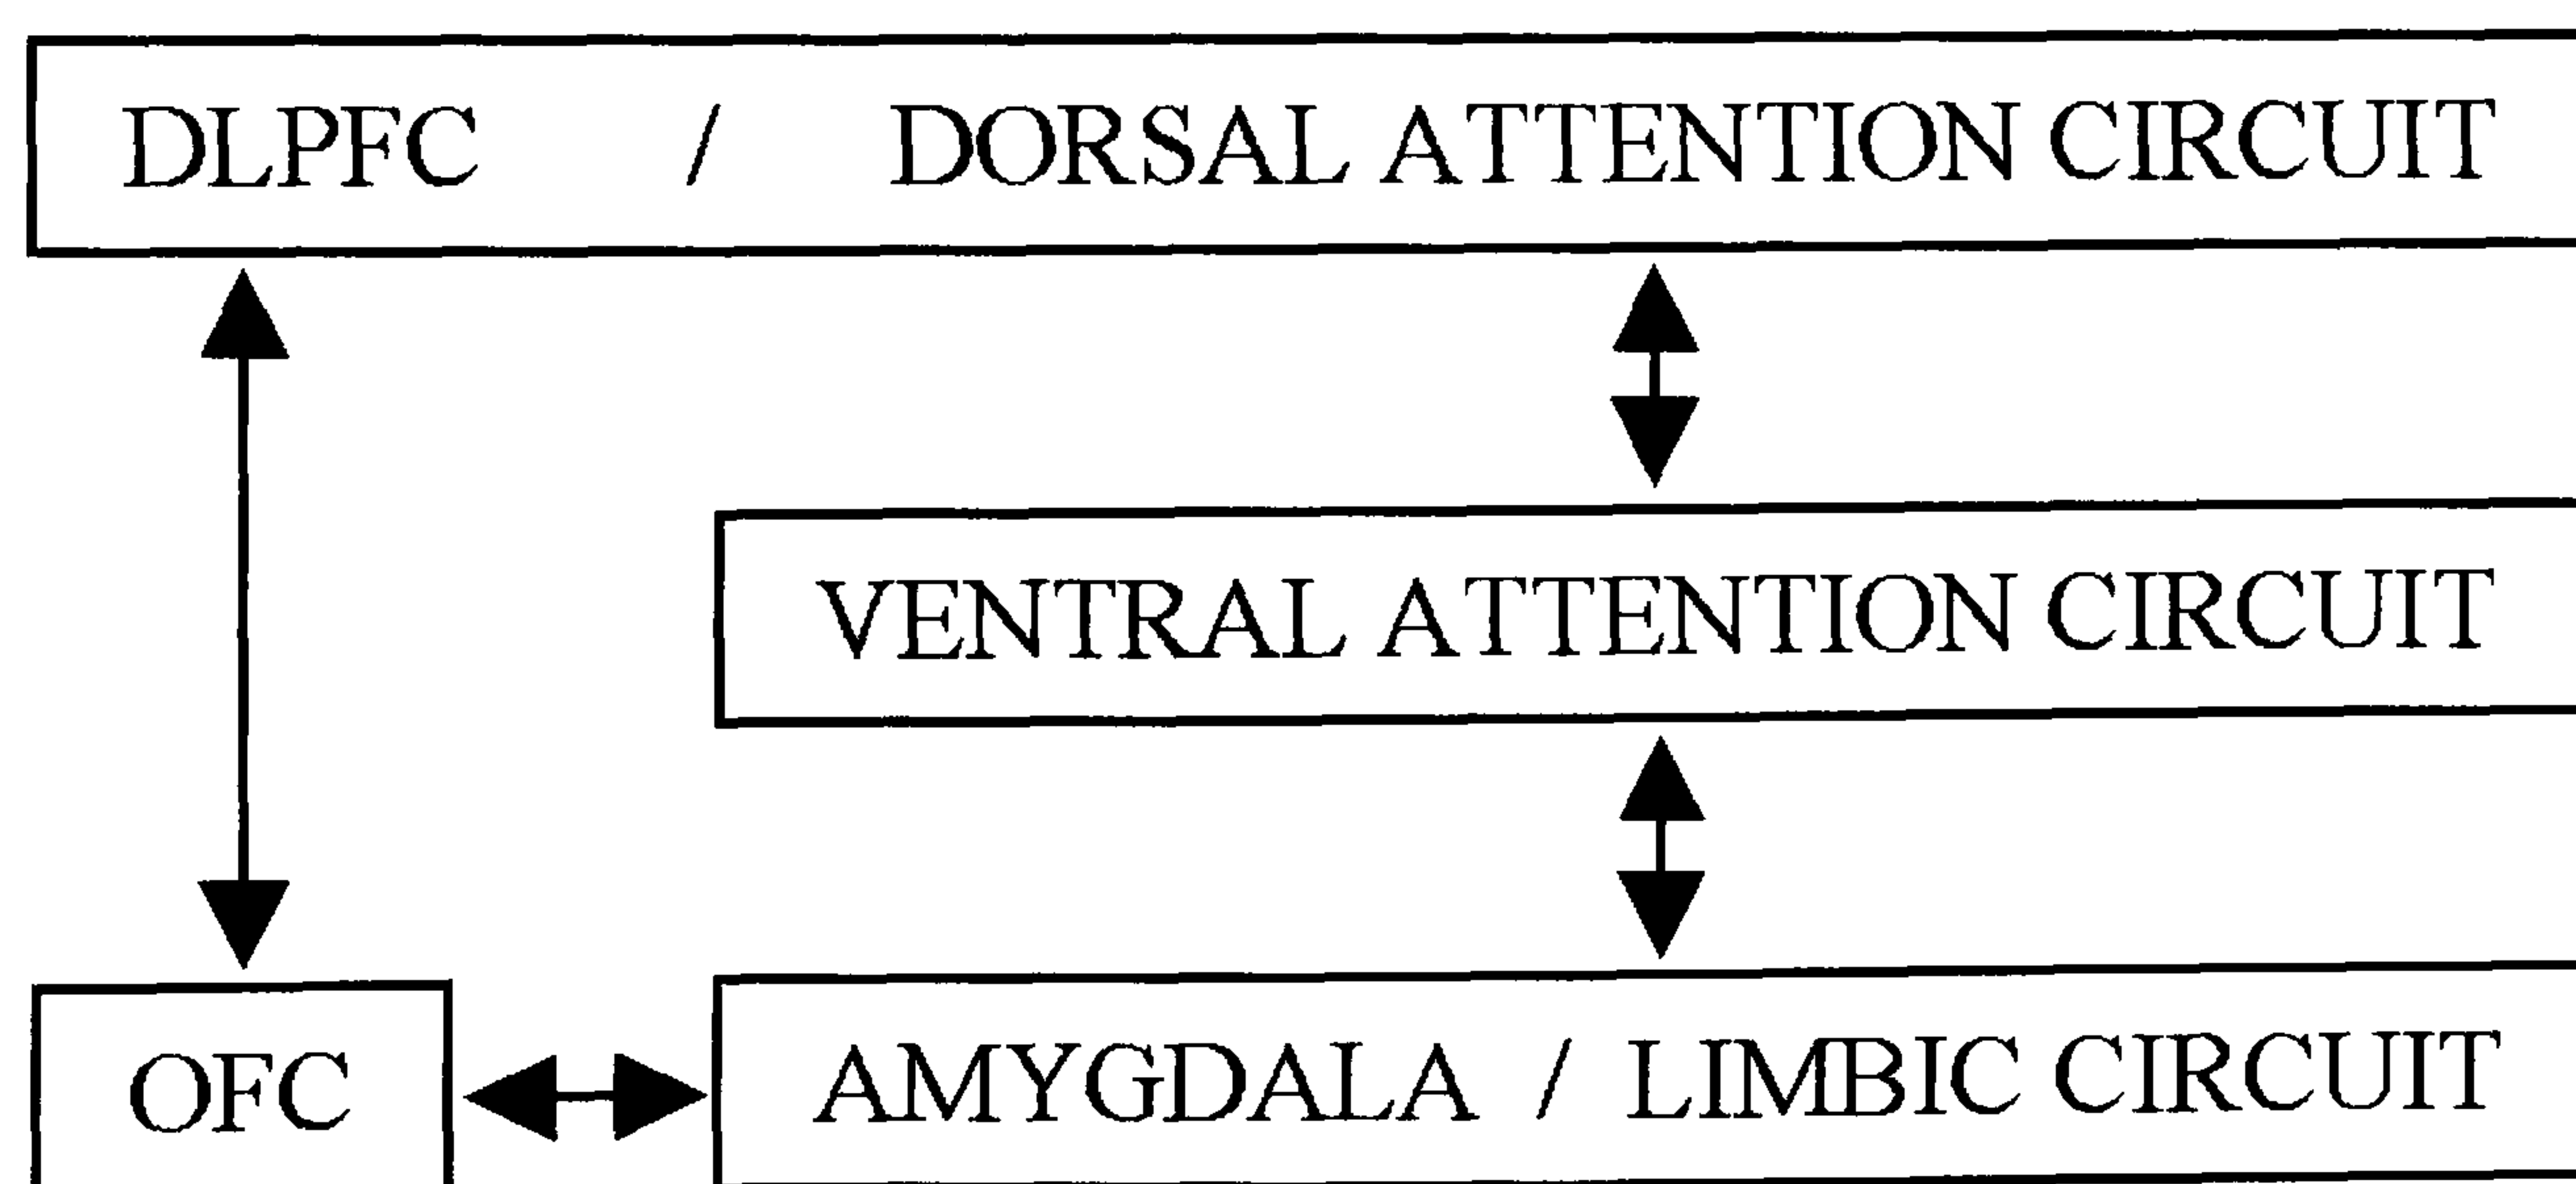 DLPFC / DORSAL ATTENTION CIRCUIT
VENTRAL ATTENTION CIRCUIT
OFC
AMYGDALA / LIMBIC CIRCUIT